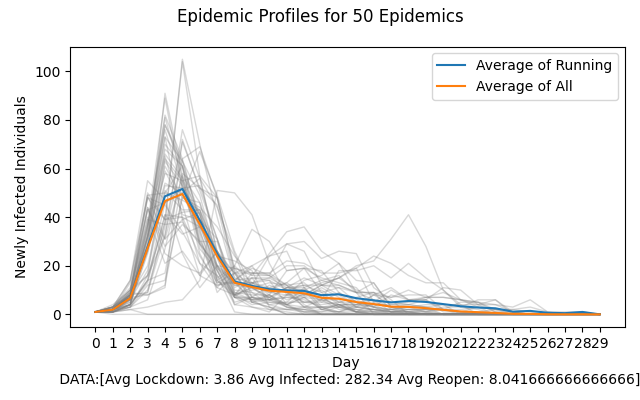 Epidemic Profiles for 50 Epidemics
Average of Running
Average of All
Newly Infected Individuals
100
80
60
40
20
0
0 1 2 3 4 5 6 7 8 9 10 11 12 13 14 15 16 17 18 19 20 21 22 23 24 25 26 27 28 29
Day
DATA:[Avg Lockdown: 3.86 Avg Infected: 282.34 Avg Reopen: 8.041666666666666]